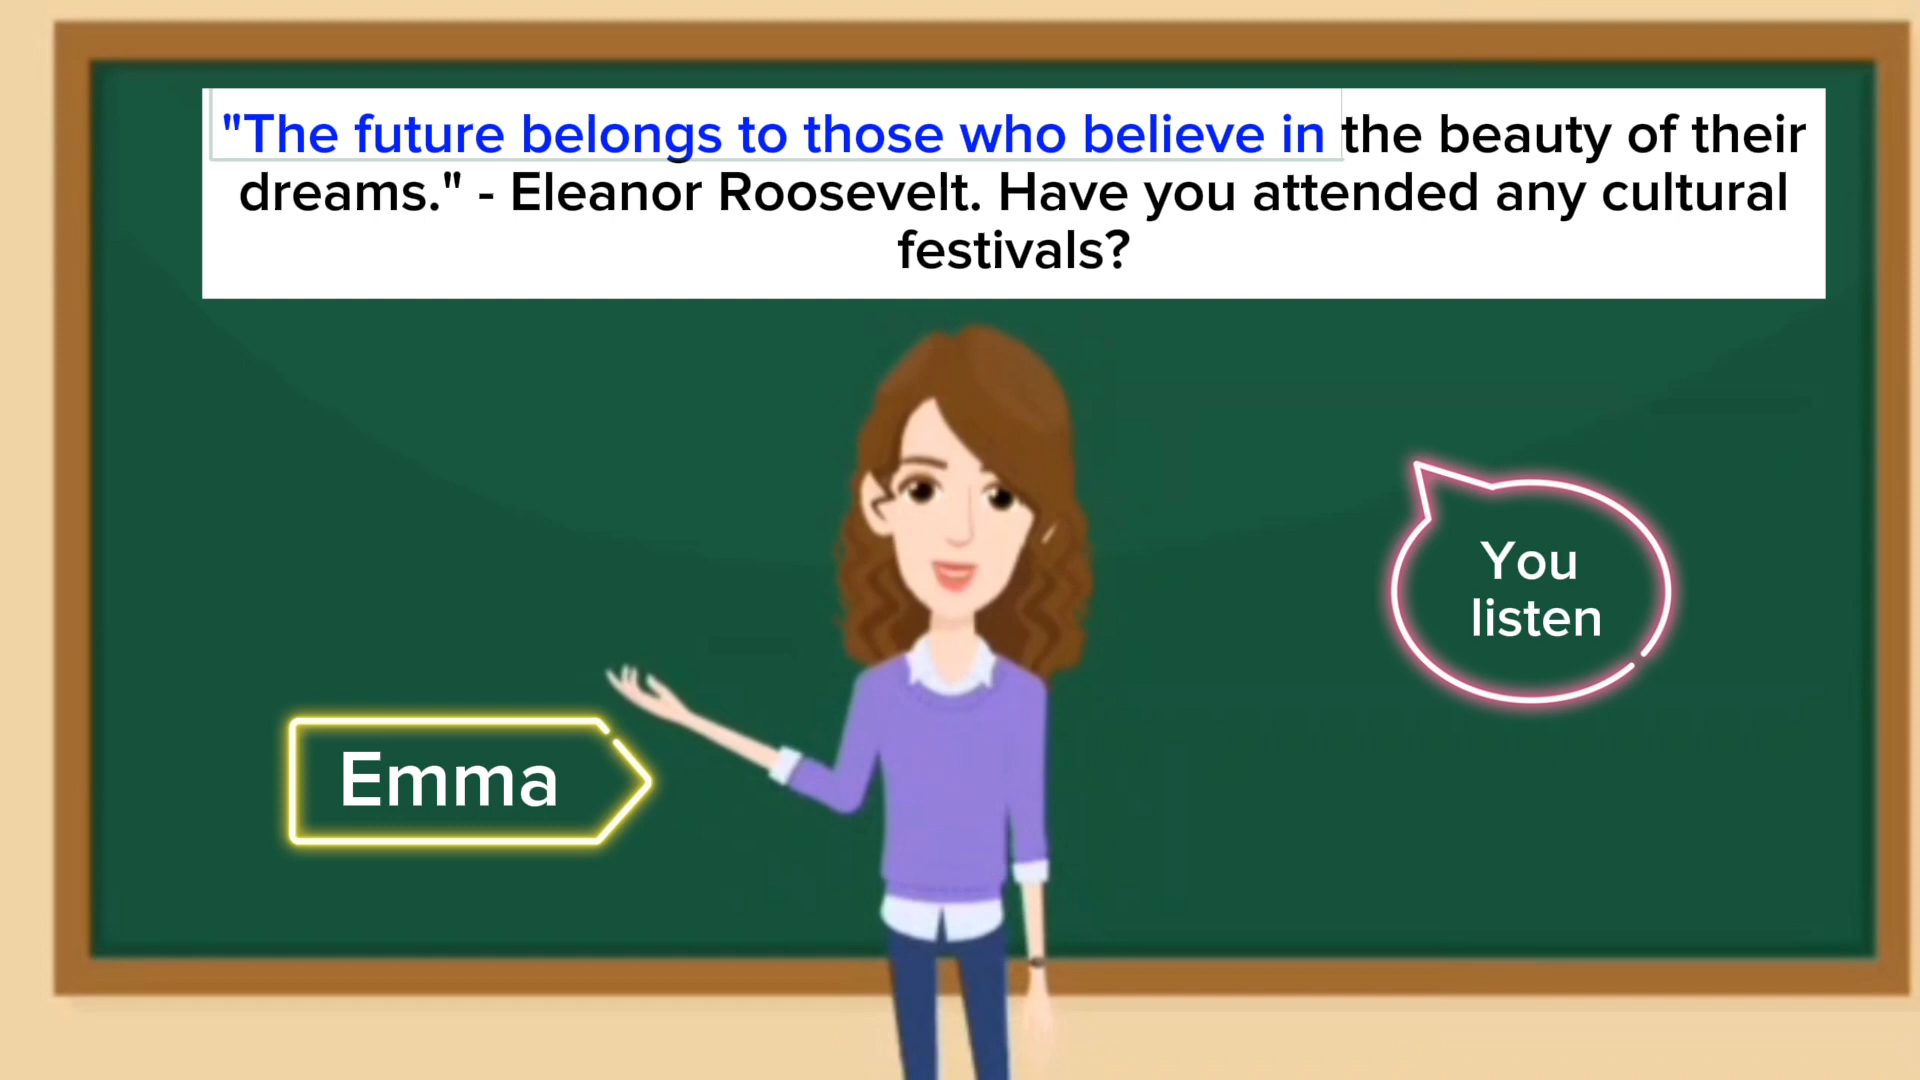 "The future belongs to those who believe in the beauty of their
dreams." - Eleanor Roosevelt. Have you attended any cultural
festivals?
You
listen
Emma